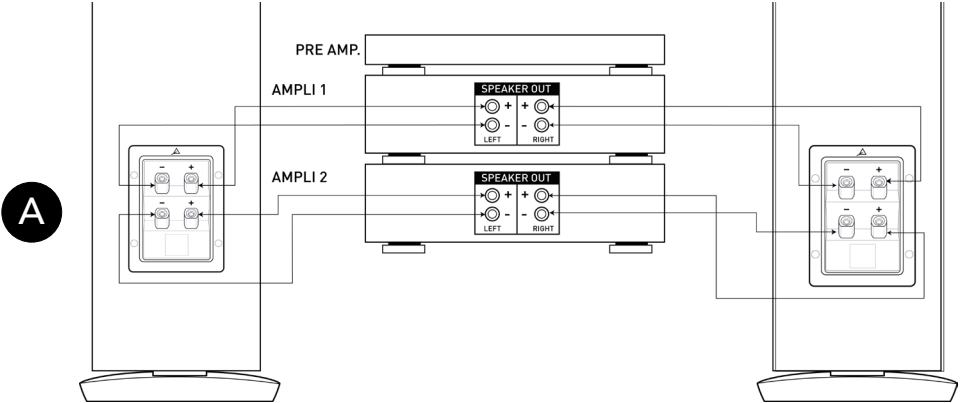 PRE AMP.
AMPLI 1
SPEAKER OUT
+ +
- -
LEFT RIGHT
- +
- +
A
AMPLI 2
SPEAKER OUT
+ +
- -
LEFT RIGHT
- +
- +